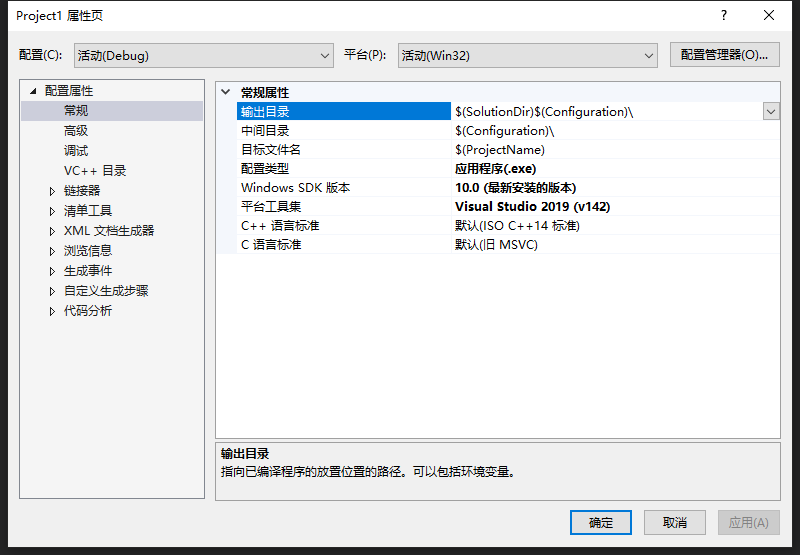 Project1 属性页
配置(C): 活动(Debug) 平台(P): 活动(Win32) 配置管理器(O)...
配置属性
常规
高级
调试
VC++ 目录
链接器
清单工具
XML 文档生成器
浏览信息
生成事件
自定义生成步骤
代码分析
常规属性
输出目录 $(SolutionDir)$(Configuration)\
中间目录 $(Configuration)\
目标文件名 $(ProjectName)
配置类型 应用程序(.exe)
Windows SDK 版本 10.0 (最新安装的版本)
平台工具集 Visual Studio 2019 (v142)
C++ 语言标准 默认(ISO C++14 标准)
C 语言标准 默认(旧 MSVC)
输出目录
指向已编译程序的放置位置的路径。可以包括环境变量。
确定 取消 应用(A)